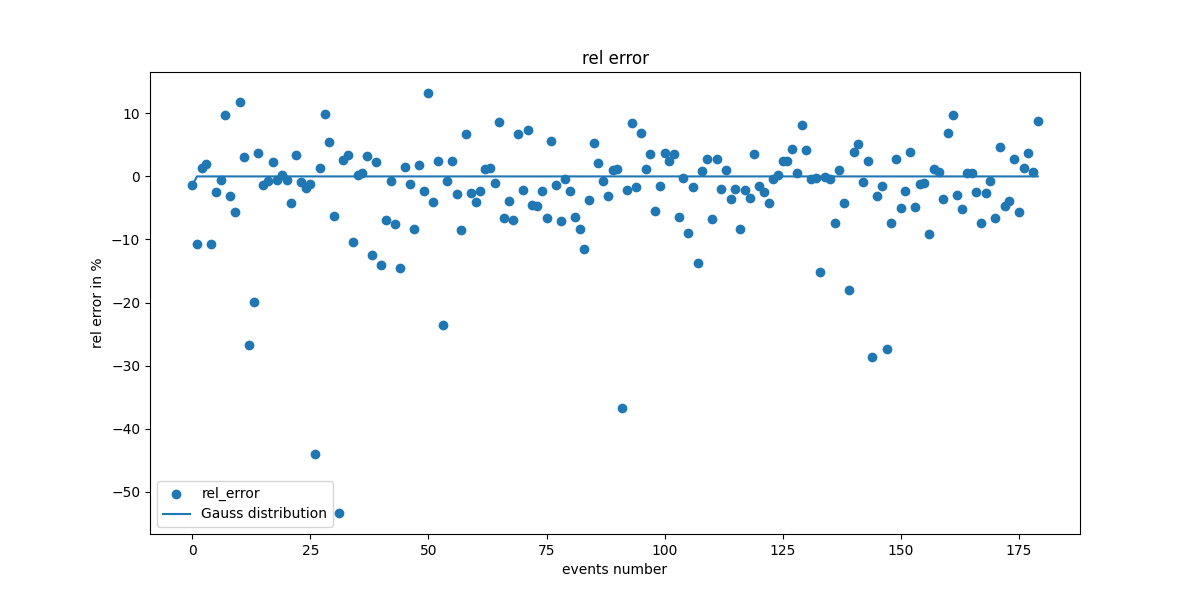 rel error
10
0
−10
−20
−30
−40
−50
rel error in %
rel_error
Gauss distribution
0 25 50 75 100 125 150 175
events number